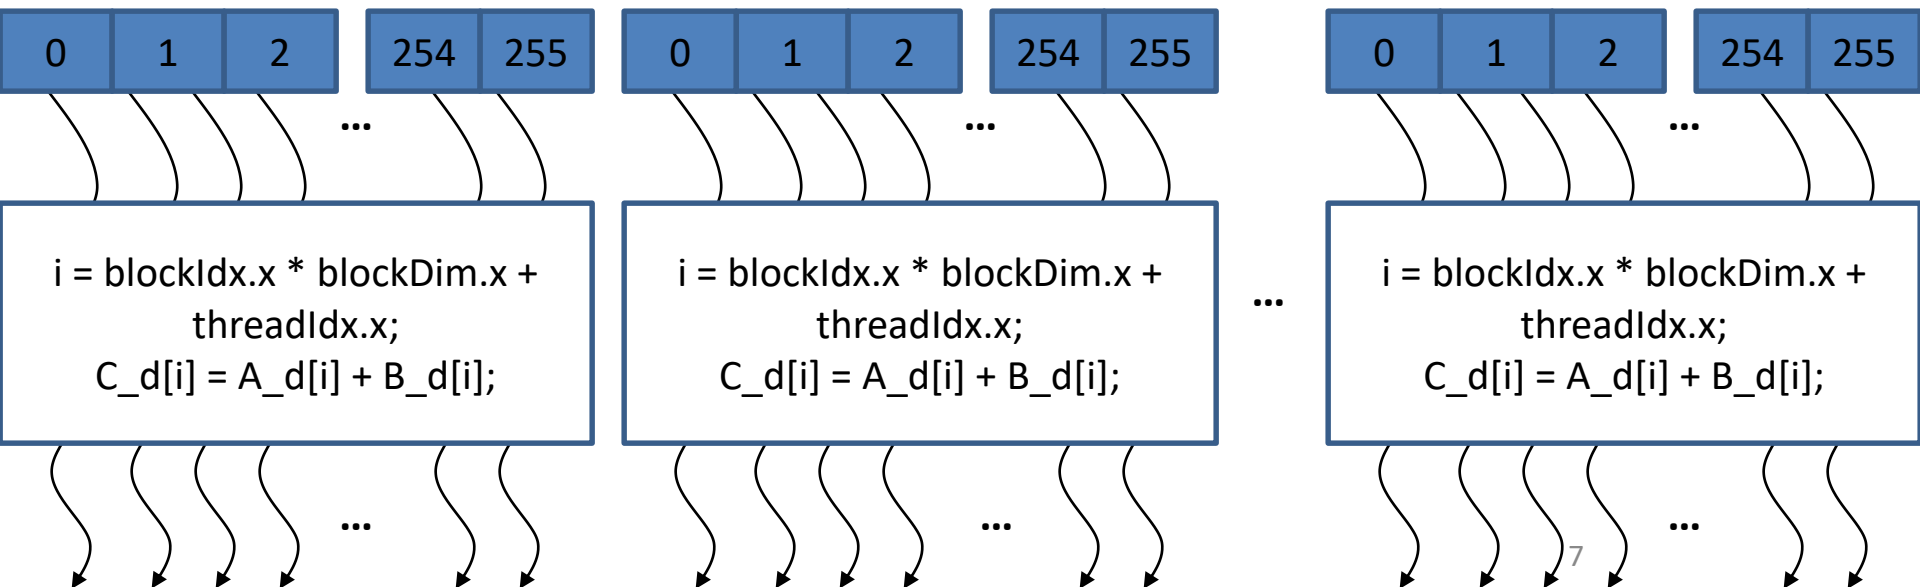 0 1 2 254 255 0 1 2 254 255 0 1 2 254 255
... ... ...
i = blockIdx.x * blockDim.x +
threadIdx.x;
C_d[i] = A_d[i] + B_d[i];
i = blockIdx.x * blockDim.x +
threadIdx.x;
C_d[i] = A_d[i] + B_d[i];
...
i = blockIdx.x * blockDim.x +
threadIdx.x;
C_d[i] = A_d[i] + B_d[i];
... ... ...
7